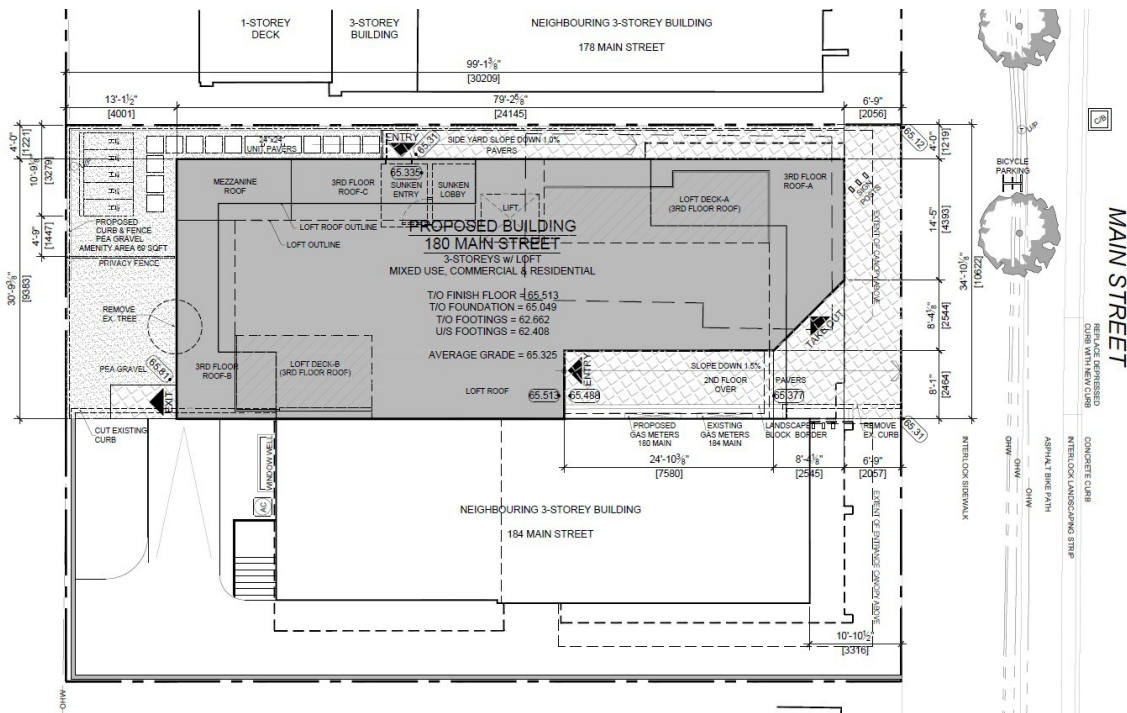 1-STOREY
DECK
3-STOREY
BUILDING
NEIGHBOURING 3-STOREY BUILDING
178 MAIN STREET
99'-1⅜"
[30209]
13'-1½"
[4001]
79'-2⅝"
[24145]
6'-9"
[2056]
4'-0"
[1221]
10'-9⅛"
[3279]
4'-9"
[1447]
30'-9⅜"
[9383]
24"x24"
UNIT PAVERS
ENTRY
65.31
SIDE YARD SLOPE DOWN 1.0%
PAVERS
65.12
4'-0"
[1219]
C/B
U/P
BICYCLE
PARKING
65.335
MEZZANINE
ROOF
3RD FLOOR
ROOF-C
SUNKEN
ENTRY
SUNKEN
LOBBY
LIFT
LOFT DECK-A
(3RD FLOOR ROOF)
3RD FLOOR
ROOF-A
SIGN
POSTS
EXTENT OF CANOPY ABOVE
14'-5"
[4393]
34'-10⅛"
[10622]
MAIN STREET
PROPOSED
CURB & FENCE
PEA GRAVEL
AMENITY AREA 60 SQFT
PRIVACY FENCE
LOFT ROOF OUTLINE
LOFT OUTLINE
PROPOSED BUILDING
180 MAIN STREET
3-STOREYS w/ LOFT
MIXED USE, COMMERCIAL & RESIDENTIAL
T/O FINISH FLOOR = 65.513
T/O FOUNDATION = 65.049
T/O FOOTINGS = 62.662
U/S FOOTINGS = 62.408
AVERAGE GRADE = 65.325
REMOVE
EX. TREE
TAKE OUT
8'-4⅛"
[2544]
REPLACE DEPRESSED
CURB WITH NEW CURB
PEA GRAVEL
65.81
3RD FLOOR
ROOF-B
LOFT DECK-B
(3RD FLOOR ROOF)
LOFT ROOF
65.513
65.488
ENTRY
SLOPE DOWN 1.5%
2ND FLOOR
OVER
PAVERS
65.377
8'-1"
[2464]
EXIT
CUT EXISTING
CURB
PROPOSED
GAS METERS
180 MAIN
EXISTING
GAS METERS
184 MAIN
LANDSCAPE
BLOCK BORDER
REMOVE
EX. CURB
65.31
24'-10⅜"
[7580]
8'-4⅛"
[2545]
6'-9"
[2057]
INTERLOCK SIDEWALK
OHW
OHW
OHW
ASPHALT BIKE PATH
INTERLOCK LANDSCAPING STRIP
CONCRETE CURB
WINDOW WELL
AC
NEIGHBOURING 3-STOREY BUILDING
184 MAIN STREET
EXTENT OF ENTRANCE CANOPY ABOVE
10'-10½"
[3316]
OHW